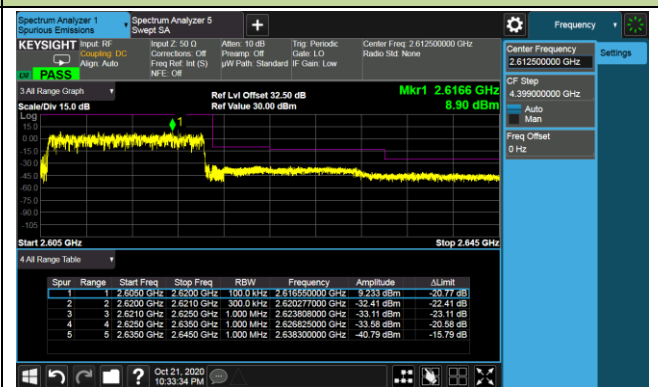 Spectrum Analyzer 1
Spurious Emissions
Spectrum Analyzer 5
Swept SA
+
Frequency
KEYSIGHT
Input: RF
Coupling: DC
Align: Auto
Input Z: 50 Ω
Corrections: Off
Freq Ref: Int (S)
NFE: Off
Atten: 10 dB
Preamp: Off
µW Path: Standard
Trig: Periodic
Gate: LO
IF Gain: Low
Center Freq: 2.612500000 GHz
Radio Std: None
PASS
Center Frequency
2.612500000 GHz
Settings
CF Step
4.399000000 GHz
Auto
Man
Freq Offset
0 Hz
3 All Range Graph
Scale/Div 15.0 dB
Ref Lvl Offset 32.50 dB
Ref Value 30.00 dBm
Mkr1 2.6166 GHz
8.90 dBm
Log
15.0
0.00
-15.0
-30.0
-45.0
-60.0
-75.0
-90.0
-105
1
Start 2.605 GHz
Stop 2.645 GHz
4 All Range Table
Spur Range Start Freq Stop Freq RBW Frequency Amplitude ΔLimit
1 1 2.6050 GHz 2.6200 GHz 100.0 kHz 2.616550000 GHz 9.233 dBm -20.77 dB
2 2 2.6200 GHz 2.6210 GHz 300.0 kHz 2.620277000 GHz -32.41 dBm -22.41 dB
3 3 2.6210 GHz 2.6250 GHz 1.000 MHz 2.623808000 GHz -33.11 dBm -23.11 dB
4 4 2.6250 GHz 2.6350 GHz 1.000 MHz 2.626825000 GHz -33.58 dBm -20.58 dB
5 5 2.6350 GHz 2.6450 GHz 1.000 MHz 2.638300000 GHz -40.79 dBm -15.79 dB
?
Oct 21, 2020
10:33:34 PM